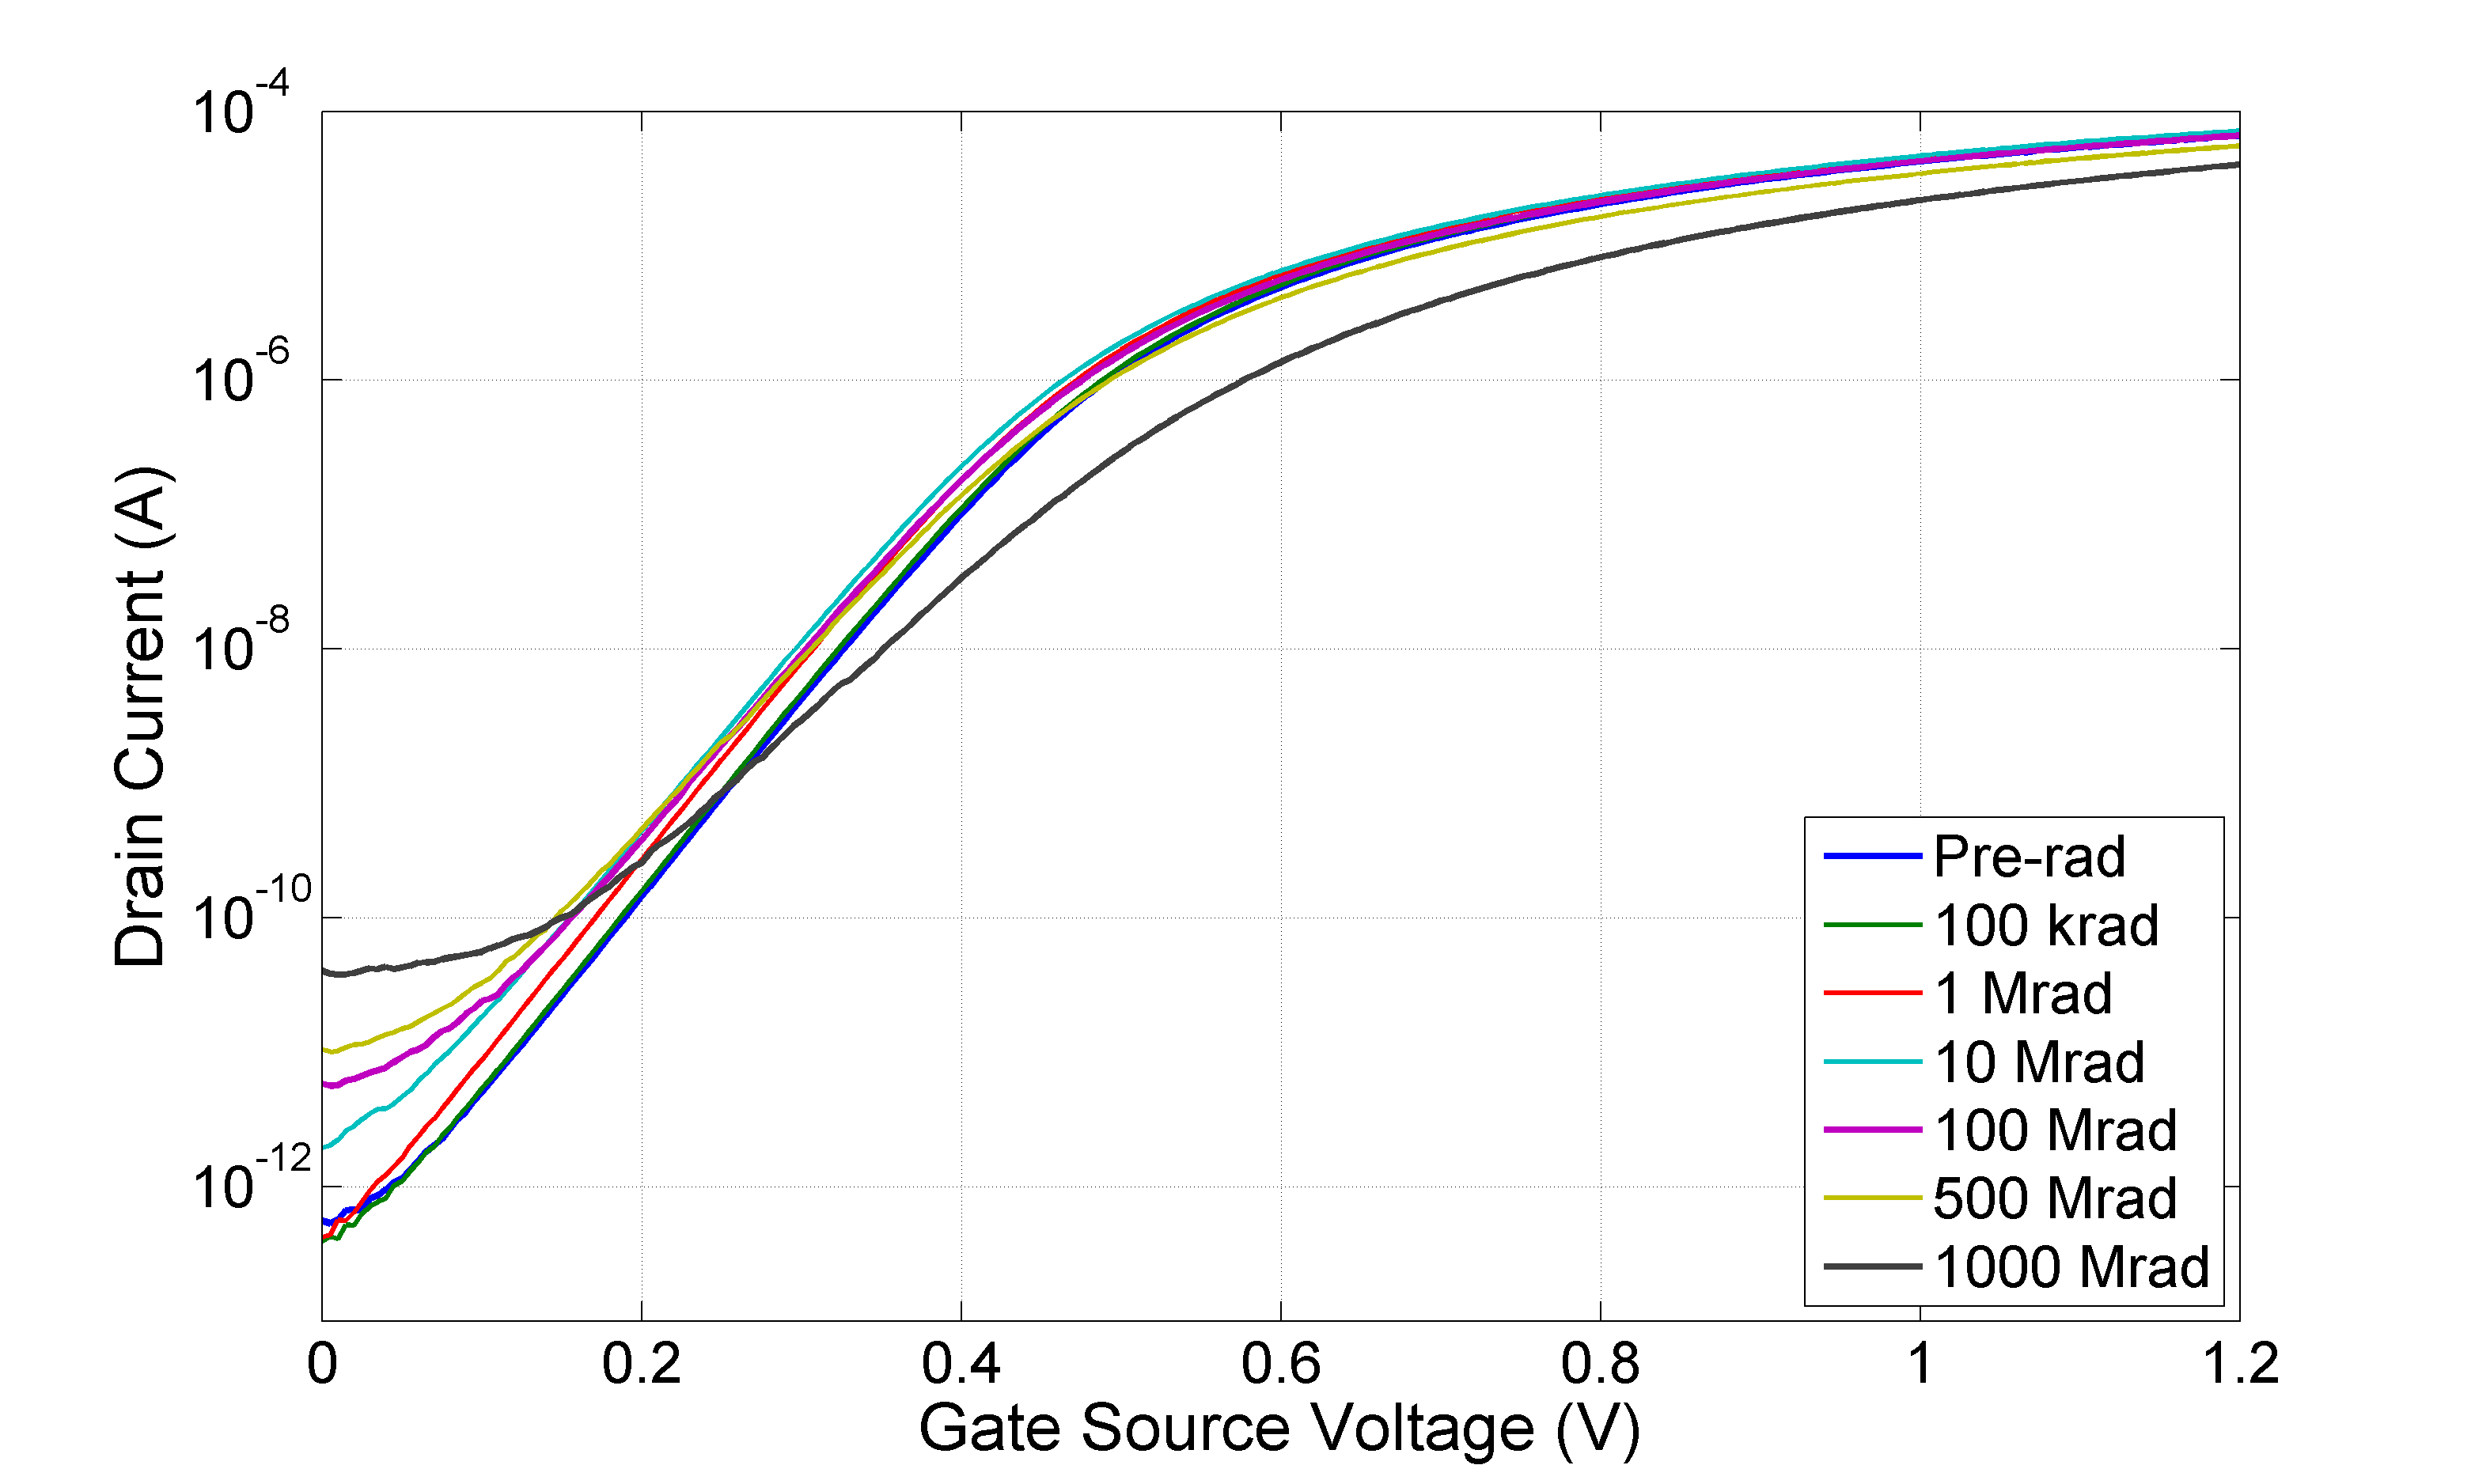 10^-4
10^-6
10^-8
10^-10
10^-12
Drain Current (A)
0 0.2 0.4 0.6 0.8 1 1.2
Gate Source Voltage (V)
Pre-rad
100 krad
1 Mrad
10 Mrad
100 Mrad
500 Mrad
1000 Mrad